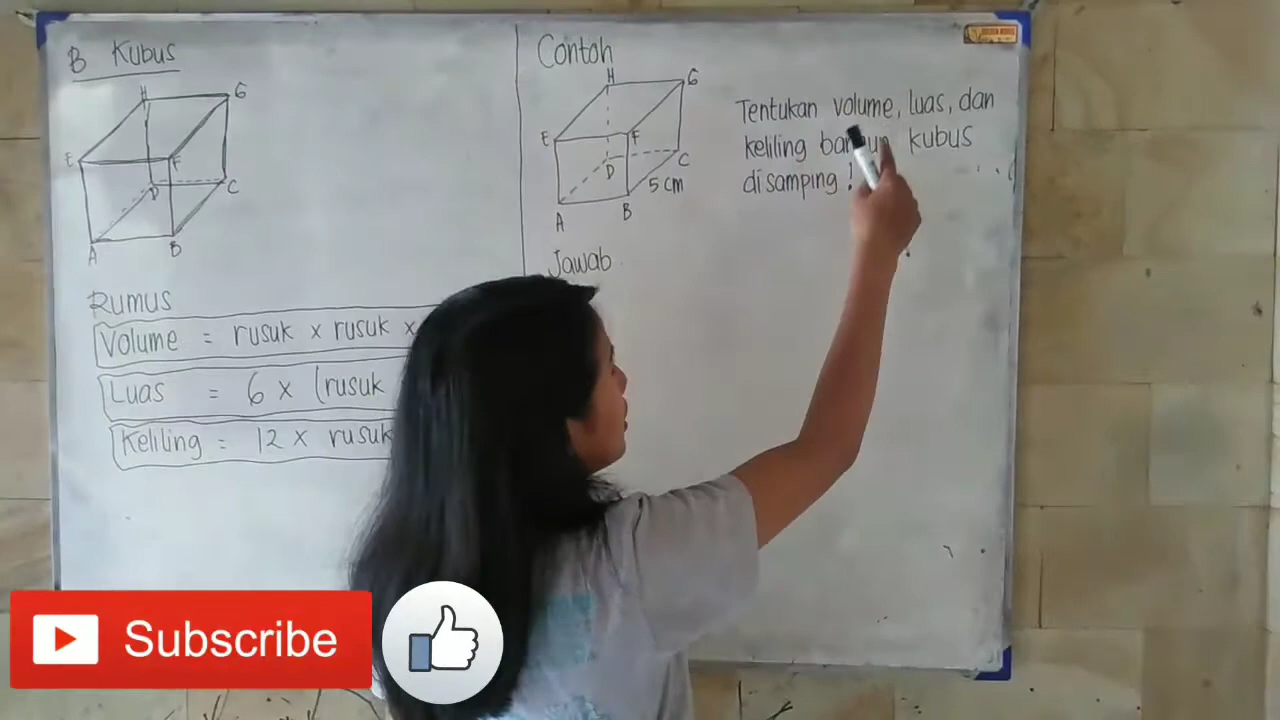 B Kubus
H
G
E
F
D
C
A
B
Rumus
Volume = rusuk x rusuk x
Luas = 6 x (rusuk
Keliling = 12 x rusuk
Contoh
H
G
E
F
D
C
5 cm
A
B
Tentukan volume, luas, dan
keliling kubus
disamping !
Jawab
Subscribe